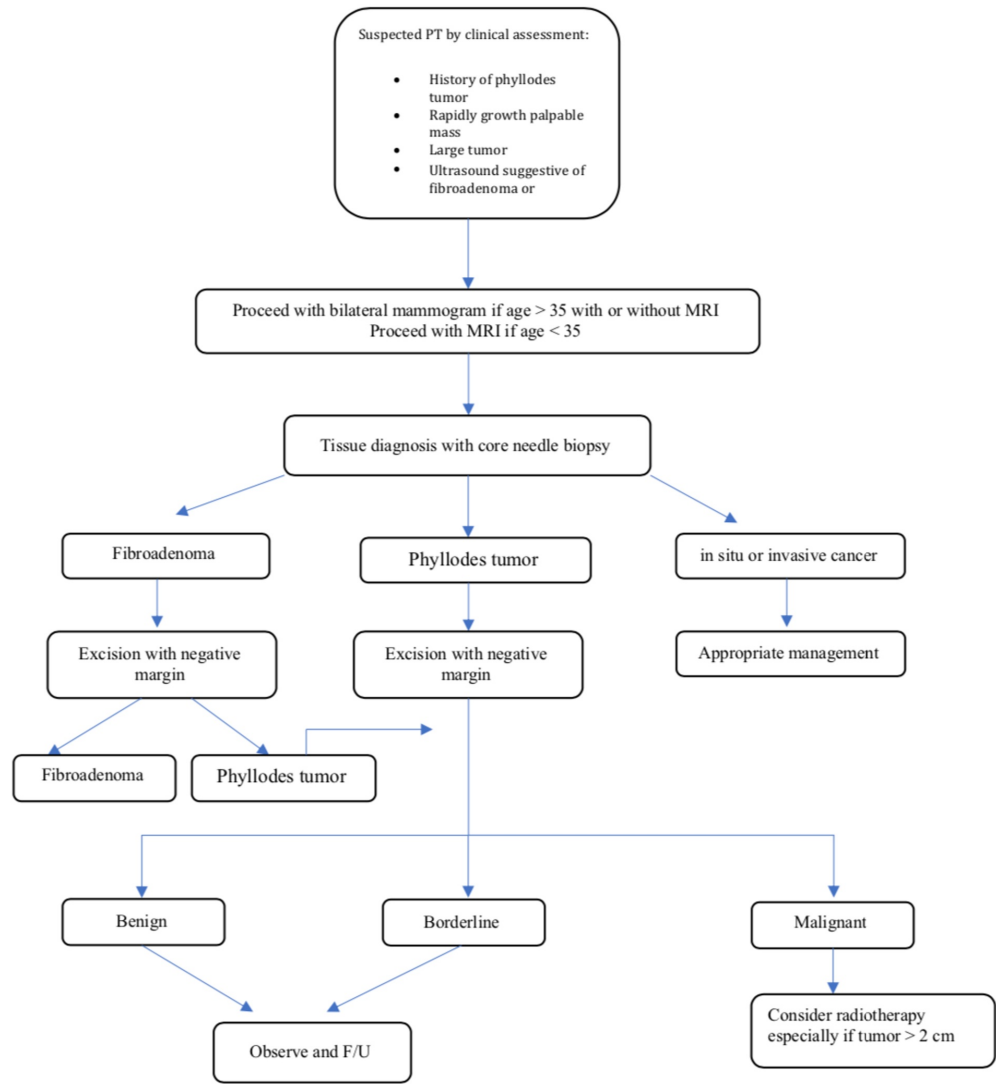 Suspected PT by clinical assessment:
• History of phyllodes
tumor
• Rapidly growth palpable
mass
• Large tumor
• Ultrasound suggestive of
fibroadenoma or
Proceed with bilateral mammogram if age > 35 with or without MRI
Proceed with MRI if age < 35
Tissue diagnosis with core needle biopsy
Fibroadenoma
Phyllodes tumor
in situ or invasive cancer
Excision with negative
margin
Excision with negative
margin
Appropriate management
Fibroadenoma
Phyllodes tumor
Benign
Borderline
Malignant
Observe and F/U
Consider radiotherapy
especially if tumor > 2 cm